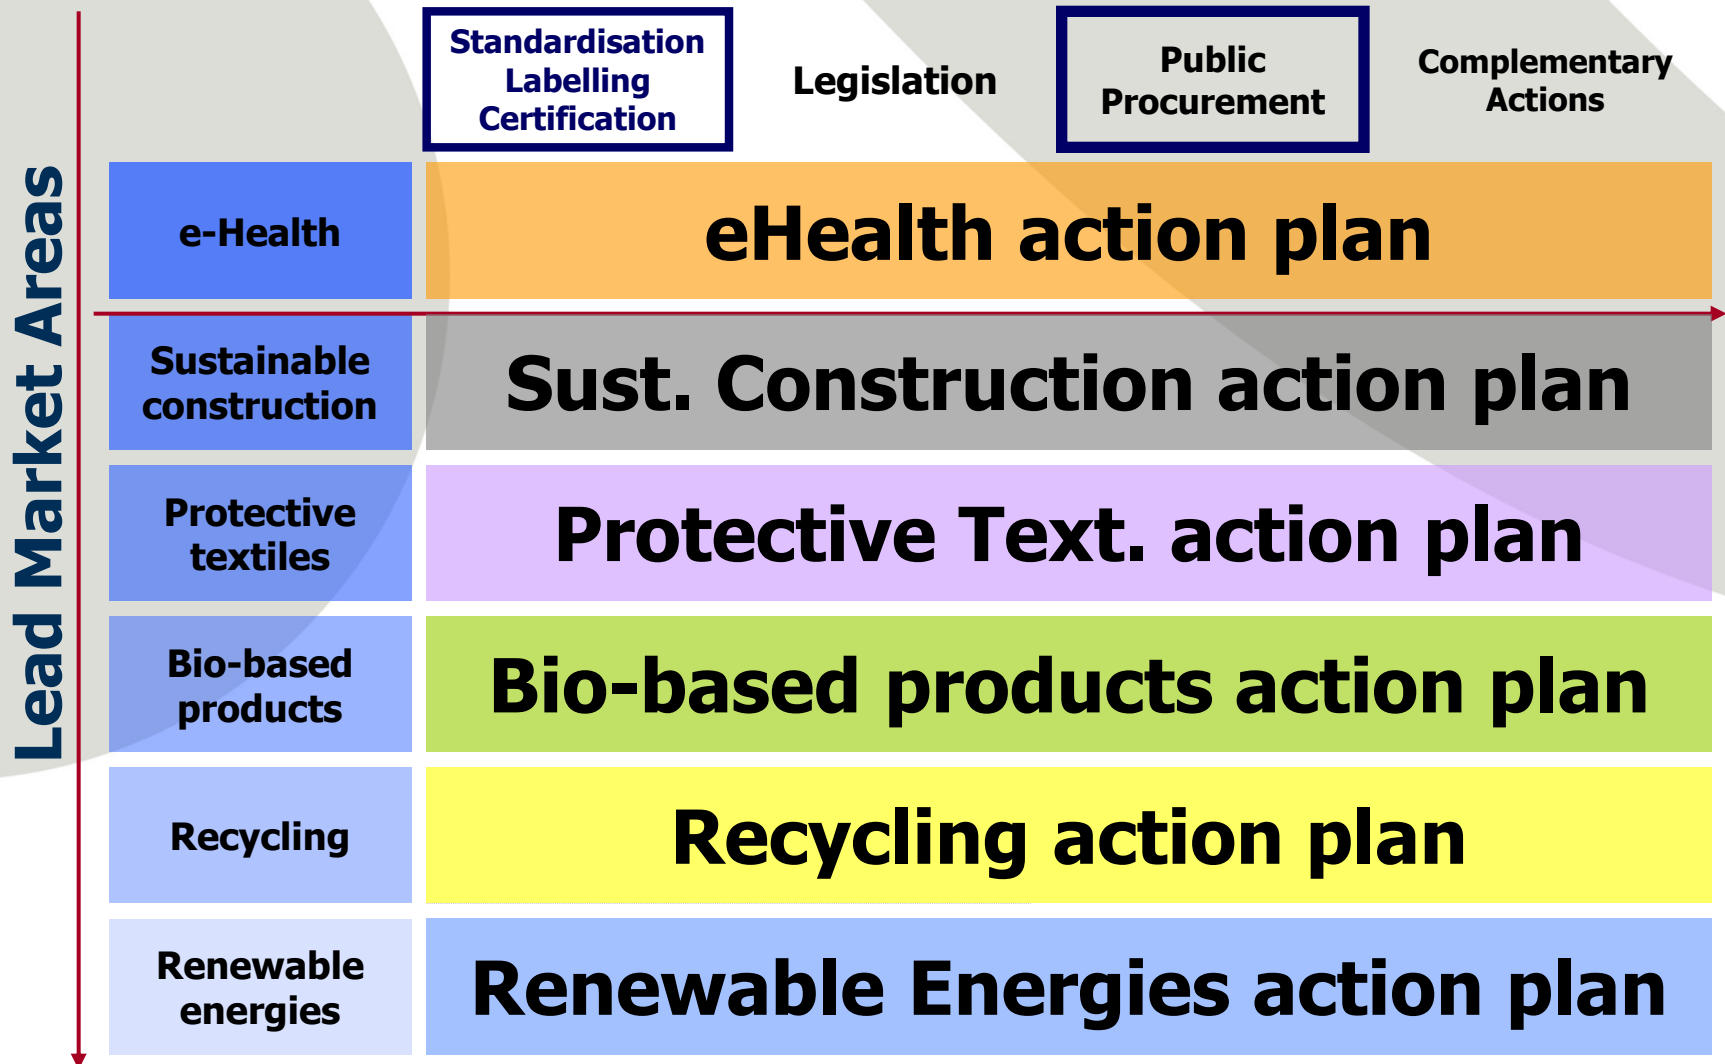 Standardisation
Labelling
Certification
Legislation
Public
Procurement
Complementary
Actions
Lead Market Areas
e-Health
eHealth action plan
Sustainable
construction
Sust. Construction action plan
Protective
textiles
Protective Text. action plan
Bio-based
products
Bio-based products action plan
Recycling
Recycling action plan
Renewable
energies
Renewable Energies action plan